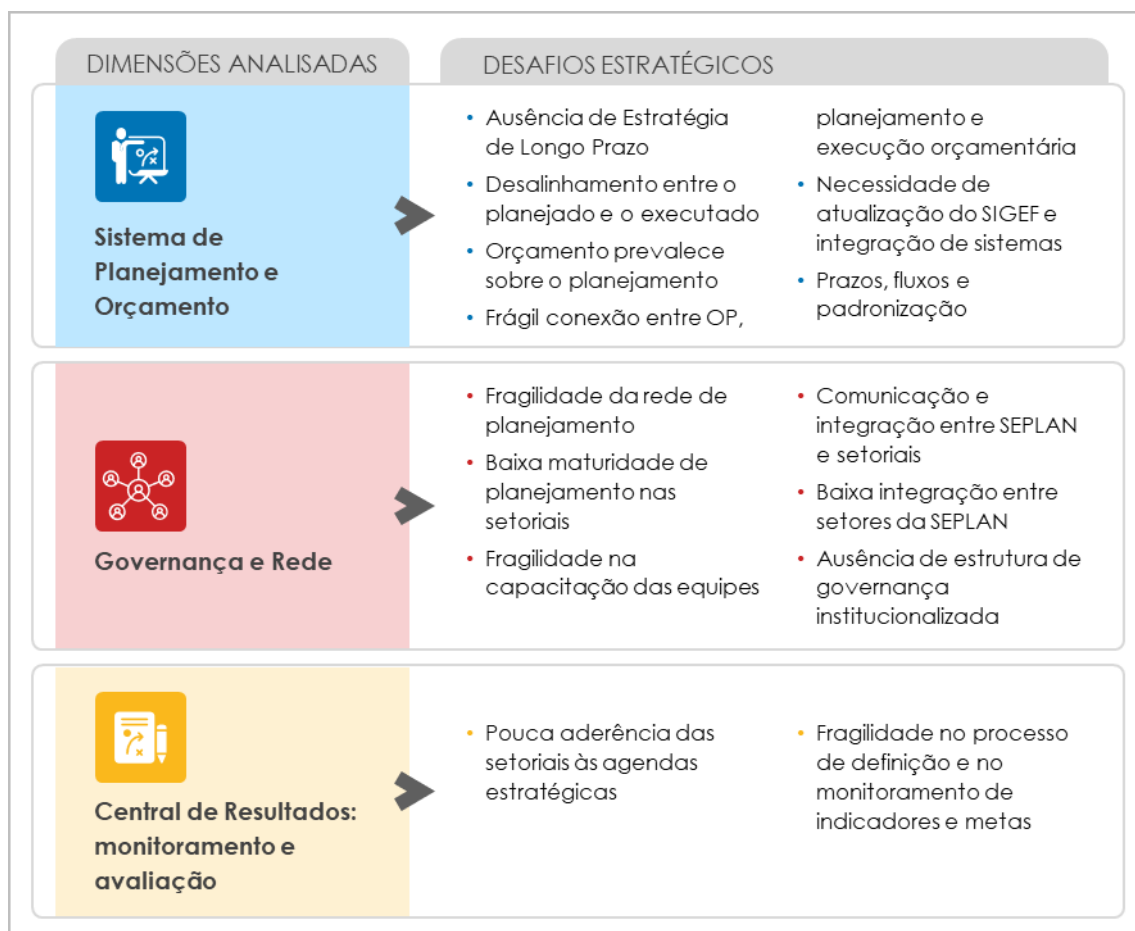 DIMENSÕES ANALISADAS
DESAFIOS ESTRATÉGICOS
Sistema de
Planejamento e
Orçamento
• Ausência de Estratégia
de Longo Prazo
• Desalinhamento entre o
planejado e o executado
• Orçamento prevalece
sobre o planejamento
• Frágil conexão entre OP,
planejamento e
execução orçamentária
• Necessidade de
atualização do SIGEF e
integração de sistemas
• Prazos, fluxos e
padronização
Governança e Rede
• Fragilidade da rede de
planejamento
• Baixa maturidade de
planejamento nas
setoriais
• Fragilidade na
capacitação das equipes
• Comunicação e
integração entre SEPLAN
e setoriais
• Baixa integração entre
setores da SEPLAN
• Ausência de estrutura de
governança
institucionalizada
Central de Resultados:
monitoramento e
avaliação
• Pouca aderência das
setoriais às agendas
estratégicas
• Fragilidade no processo
de definição e no
monitoramento de
indicadores e metas